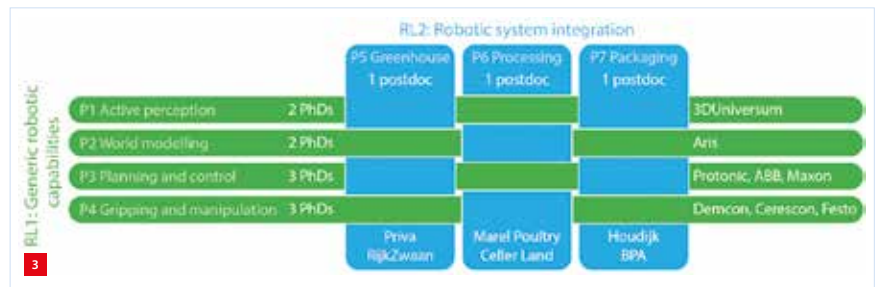 RL2: Robotic system integration
P5 Greenhouse
1 postdoc
P6 Processing
1 postdoc
P7 Packaging
1 postdoc
RL1: Generic robotic
capabilities
P1 Active perception 2 PhDs 3DUniversum
P2 World modelling 2 PhDs Aris
P3 Planning and control 3 PhDs Protonic, ABB, Maxon
P4 Gripping and manipulation 3 PhDs Demcon, Cerescon, Festo
Priva
RijkZwaan
Marel Poultry
Celler Land
Houdijk
BPA
3